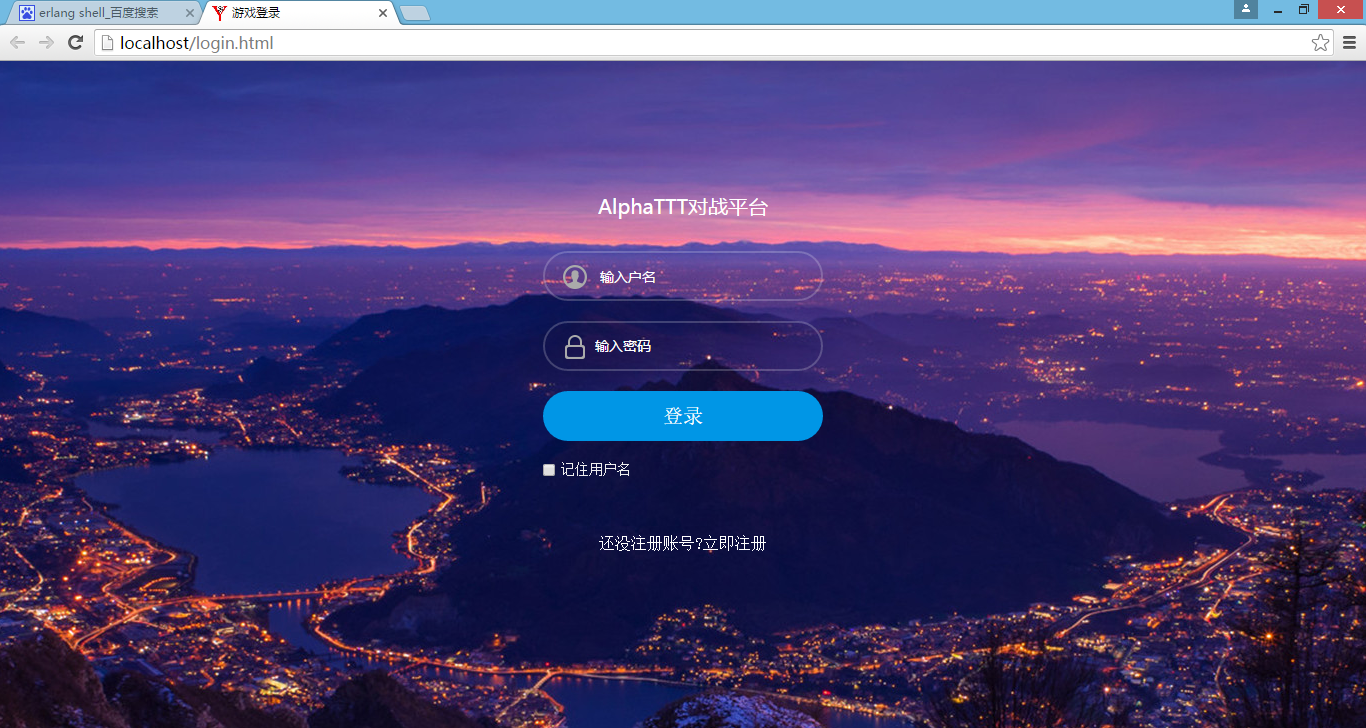 erlang shell_百度搜索
游戏登录
localhost/login.html
AlphaTTT对战平台
输入户名
输入密码
登录
记住用户名
还没注册账号?立即注册